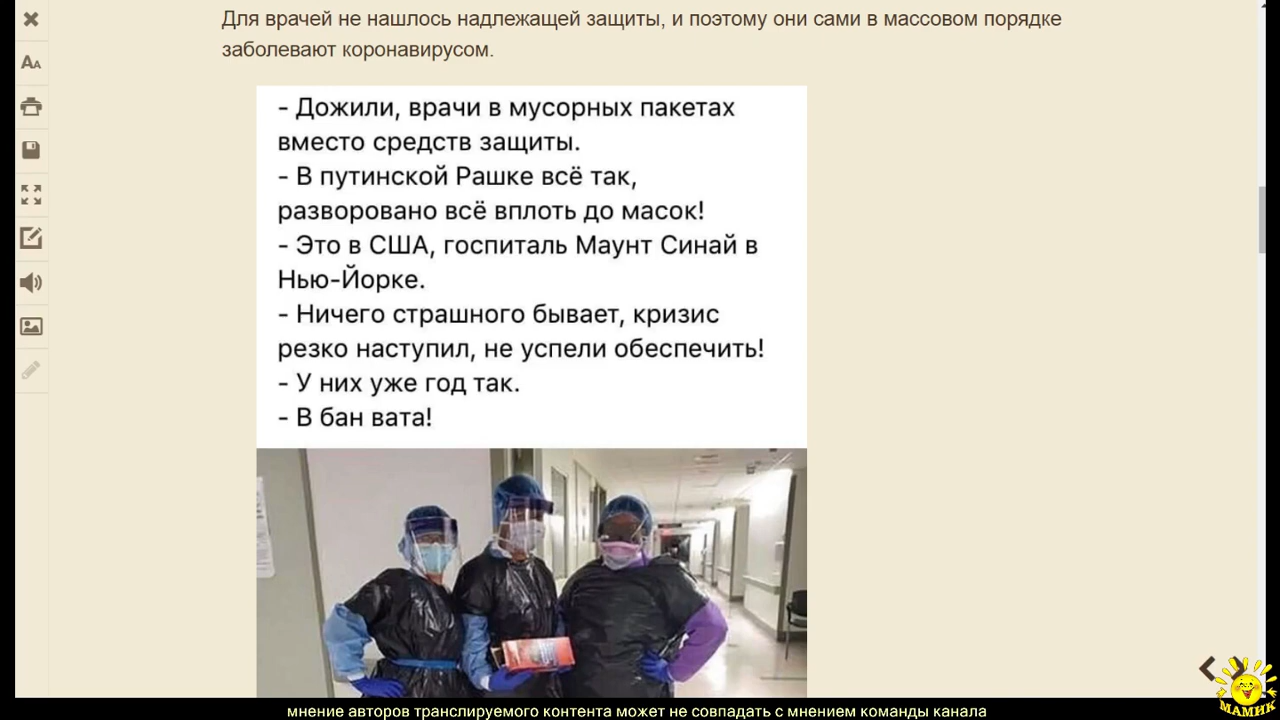 Для врачей не нашлось надлежащей защиты, и поэтому они сами в массовом порядке
заболевают коронавирусом.
- Дожили, врачи в мусорных пакетах
вместо средств защиты.
- В путинской Рашке всё так,
разворовано всё вплоть до масок!
- Это в США, госпиталь Маунт Синай в
Нью-Йорке.
- Ничего страшного бывает, кризис
резко наступил, не успели обеспечить!
- У них уже год так.
- В бан вата!
МАМИК
мнение авторов транслируемого контента может не совпадать с мнением команды канала